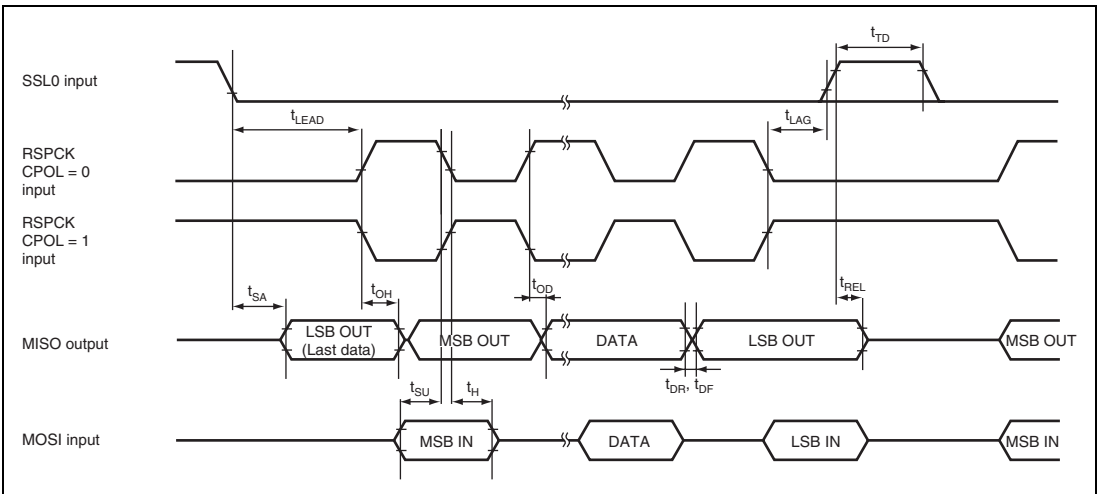 SSL0 input
tTD
tLEAD
tLAG
RSPCK
CPOL = 0
input
RSPCK
CPOL = 1
input
tSA
tOH
tOD
tREL
MISO output
LSB OUT
(Last data)
MSB OUT
DATA
LSB OUT
MSB OUT
tSU
tH
tDR, tDF
MOSI input
MSB IN
DATA
LSB IN
MSB IN